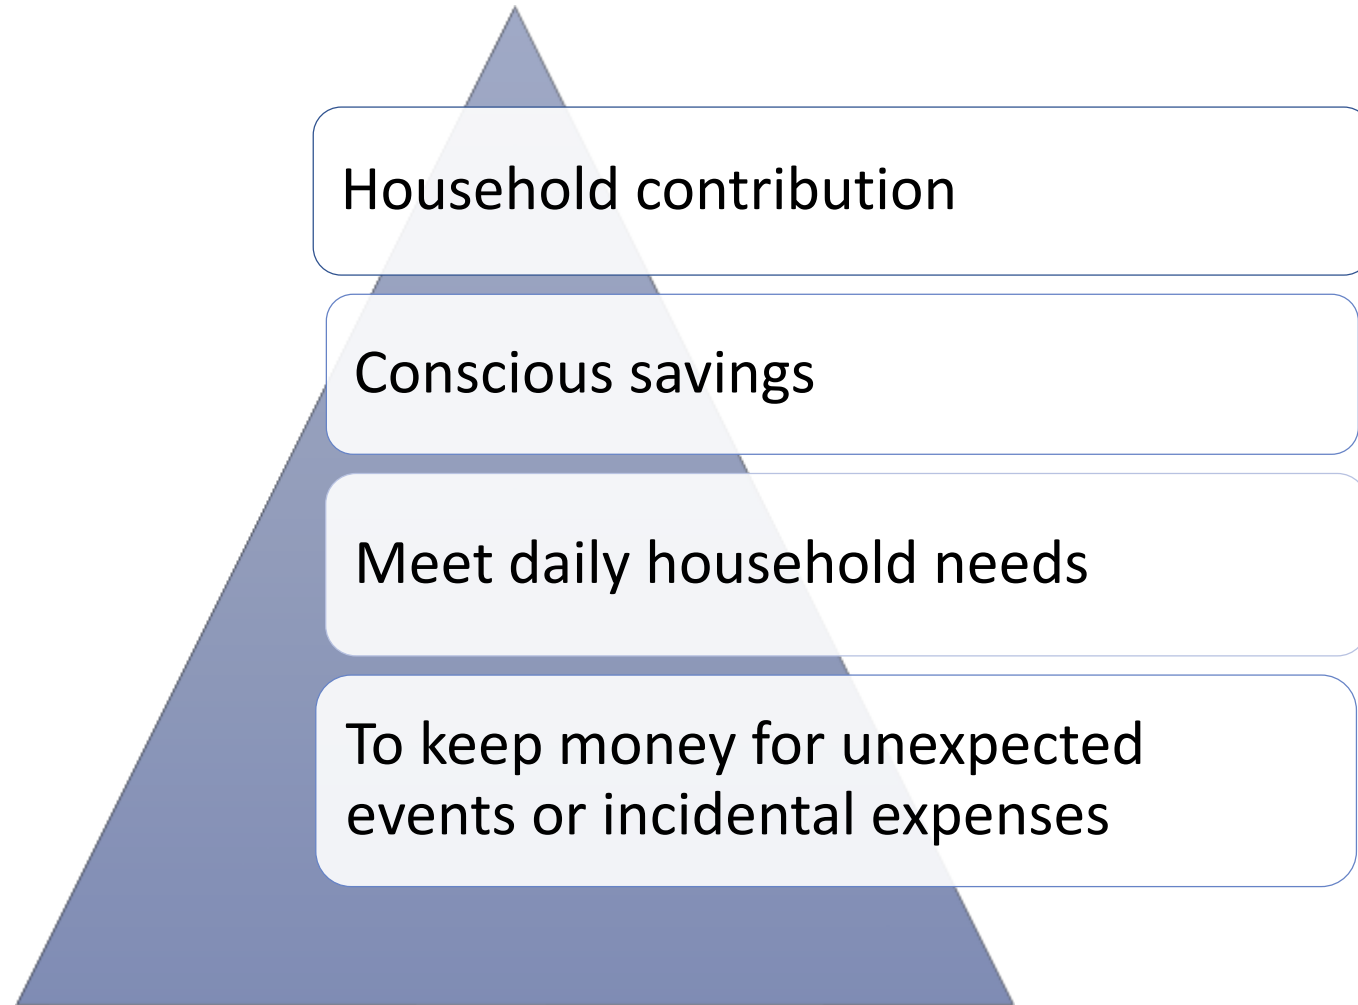 Household contribution
Conscious savings
Meet daily household needs
To keep money for unexpected
events or incidental expenses